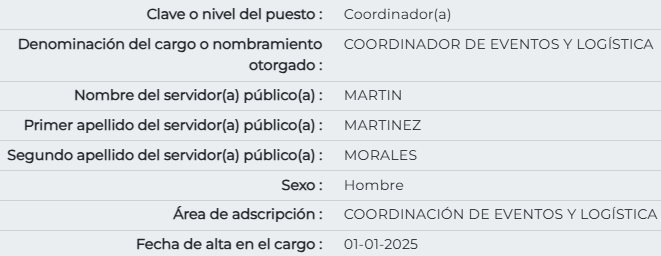 Clave o nivel del puesto : Coordinador(a)
Denominación del cargo o nombramiento COORDINADOR DE EVENTOS Y LOGÍSTICA
otorgado :
Nombre del servidor(a) público(a) : MARTIN
Primer apellido del servidor(a) público(a) : MARTINEZ
Segundo apellido del servidor(a) público(a) : MORALES
Sexo : Hombre
Área de adscripción : COORDINACIÓN DE EVENTOS Y LOGÍSTICA
Fecha de alta en el cargo : 01-01-2025